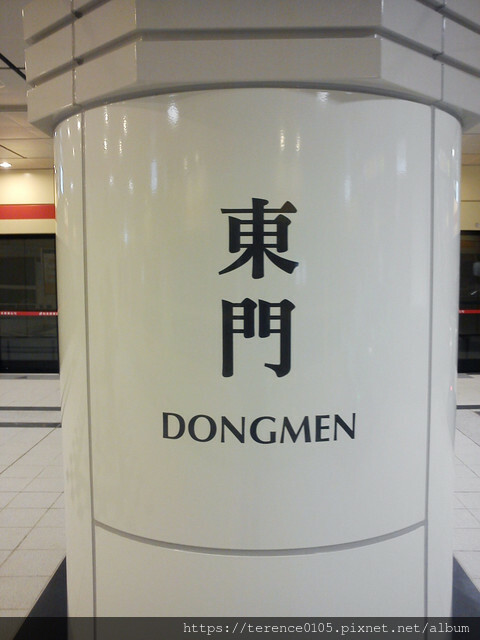 東
門
DONGMEN
https://terence0105.pixnet.net/album